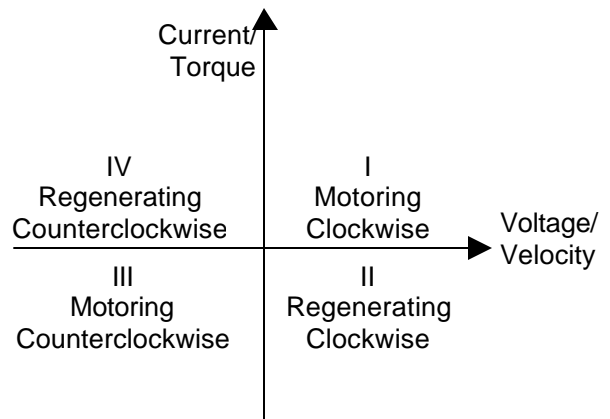 Current/
Torque
IV
Regenerating
Counterclockwise
I
Motoring
Clockwise
Voltage/
Velocity
III
Motoring
Counterclockwise
II
Regenerating
Clockwise